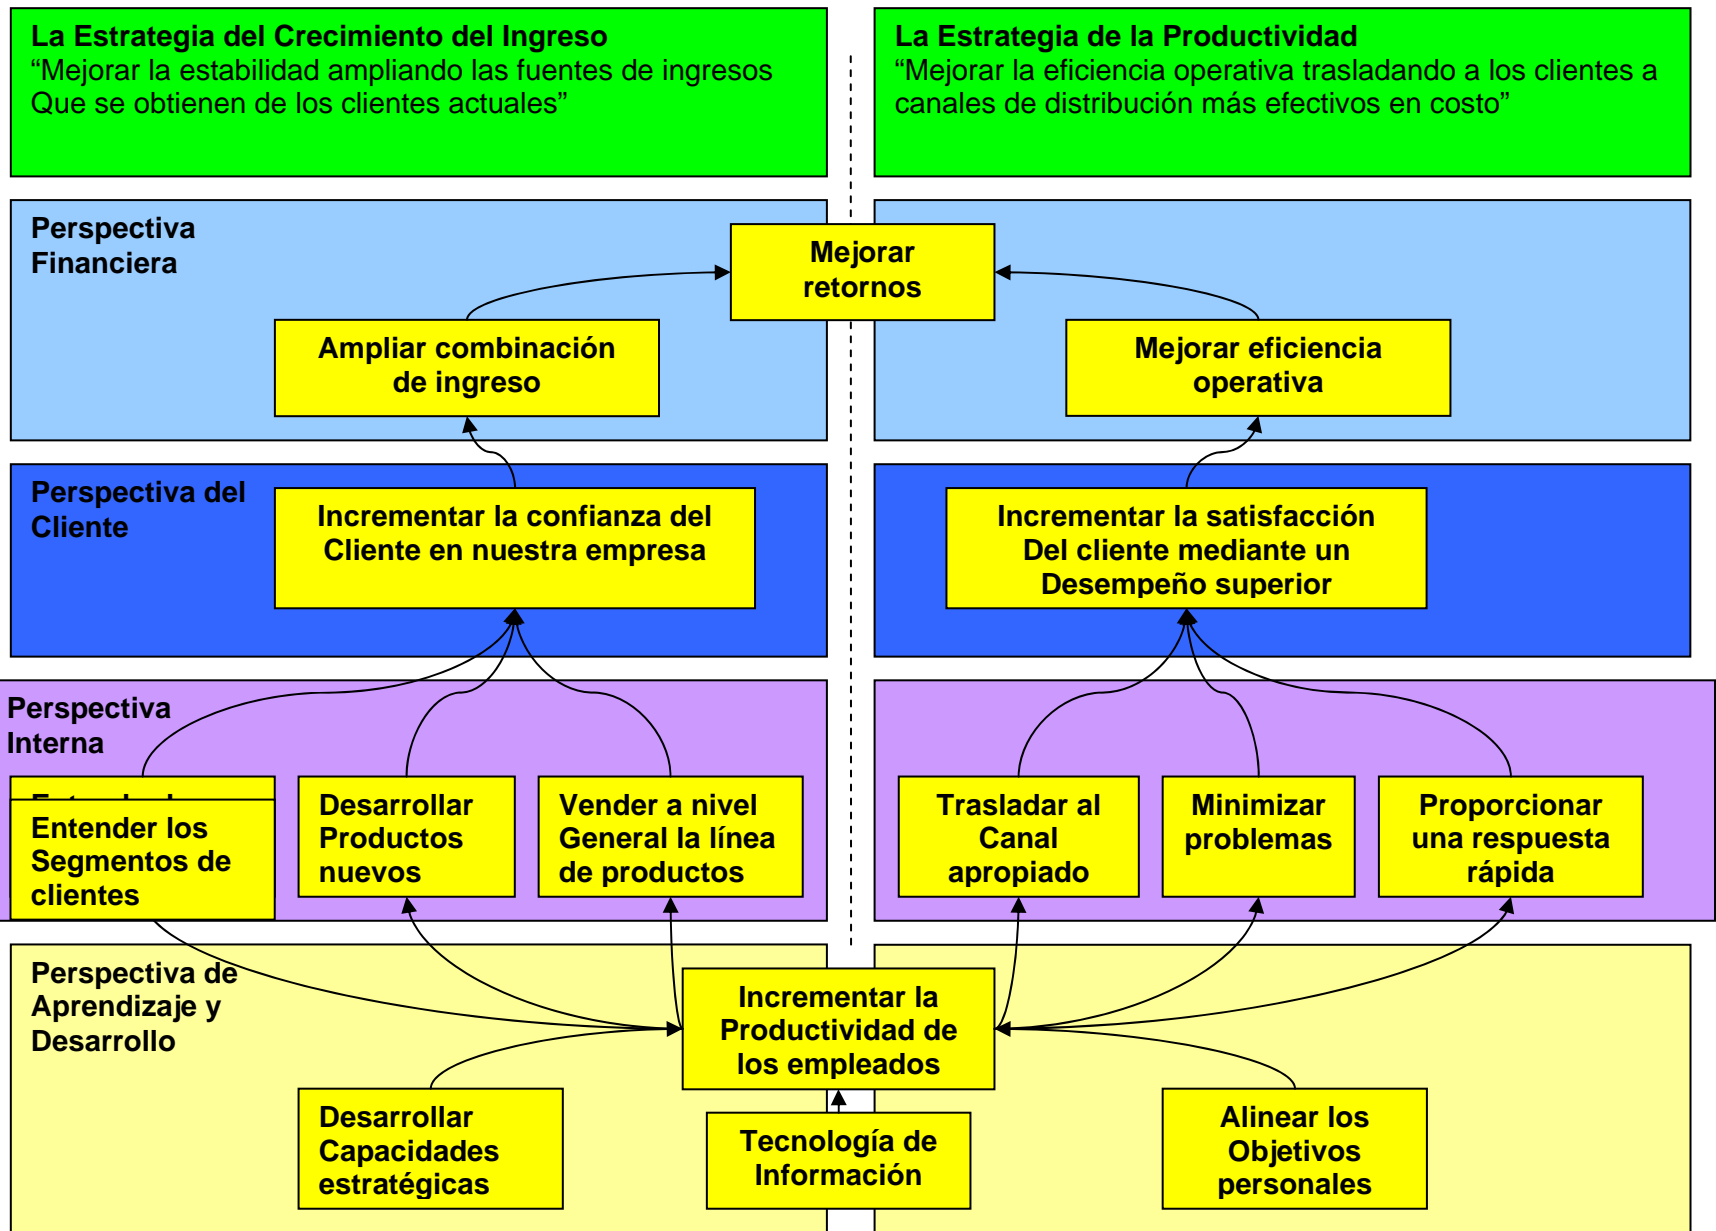 La Estrategia del Crecimiento del Ingreso
“Mejorar la estabilidad ampliando las fuentes de ingresos
Que se obtienen de los clientes actuales”
La Estrategia de la Productividad
“Mejorar la eficiencia operativa trasladando a los clientes a
canales de distribución más efectivos en costo”
Perspectiva
Financiera
Mejorar
retornos
Ampliar combinación
de ingreso
Mejorar eficiencia
operativa
Perspectiva del
Cliente
Incrementar la confianza del
Cliente en nuestra empresa
Incrementar la satisfacción
Del cliente mediante un
Desempeño superior
Perspectiva
Interna
Entender los
Segmentos de
clientes
Desarrollar
Productos
nuevos
Vender a nivel
General la línea
de productos
Trasladar al
Canal
apropiado
Minimizar
problemas
Proporcionar
una respuesta
rápida
Perspectiva de
Aprendizaje y
Desarrollo
Incrementar la
Productividad de
los empleados
Desarrollar
Capacidades
estratégicas
Tecnología de
Información
Alinear los
Objetivos
personales